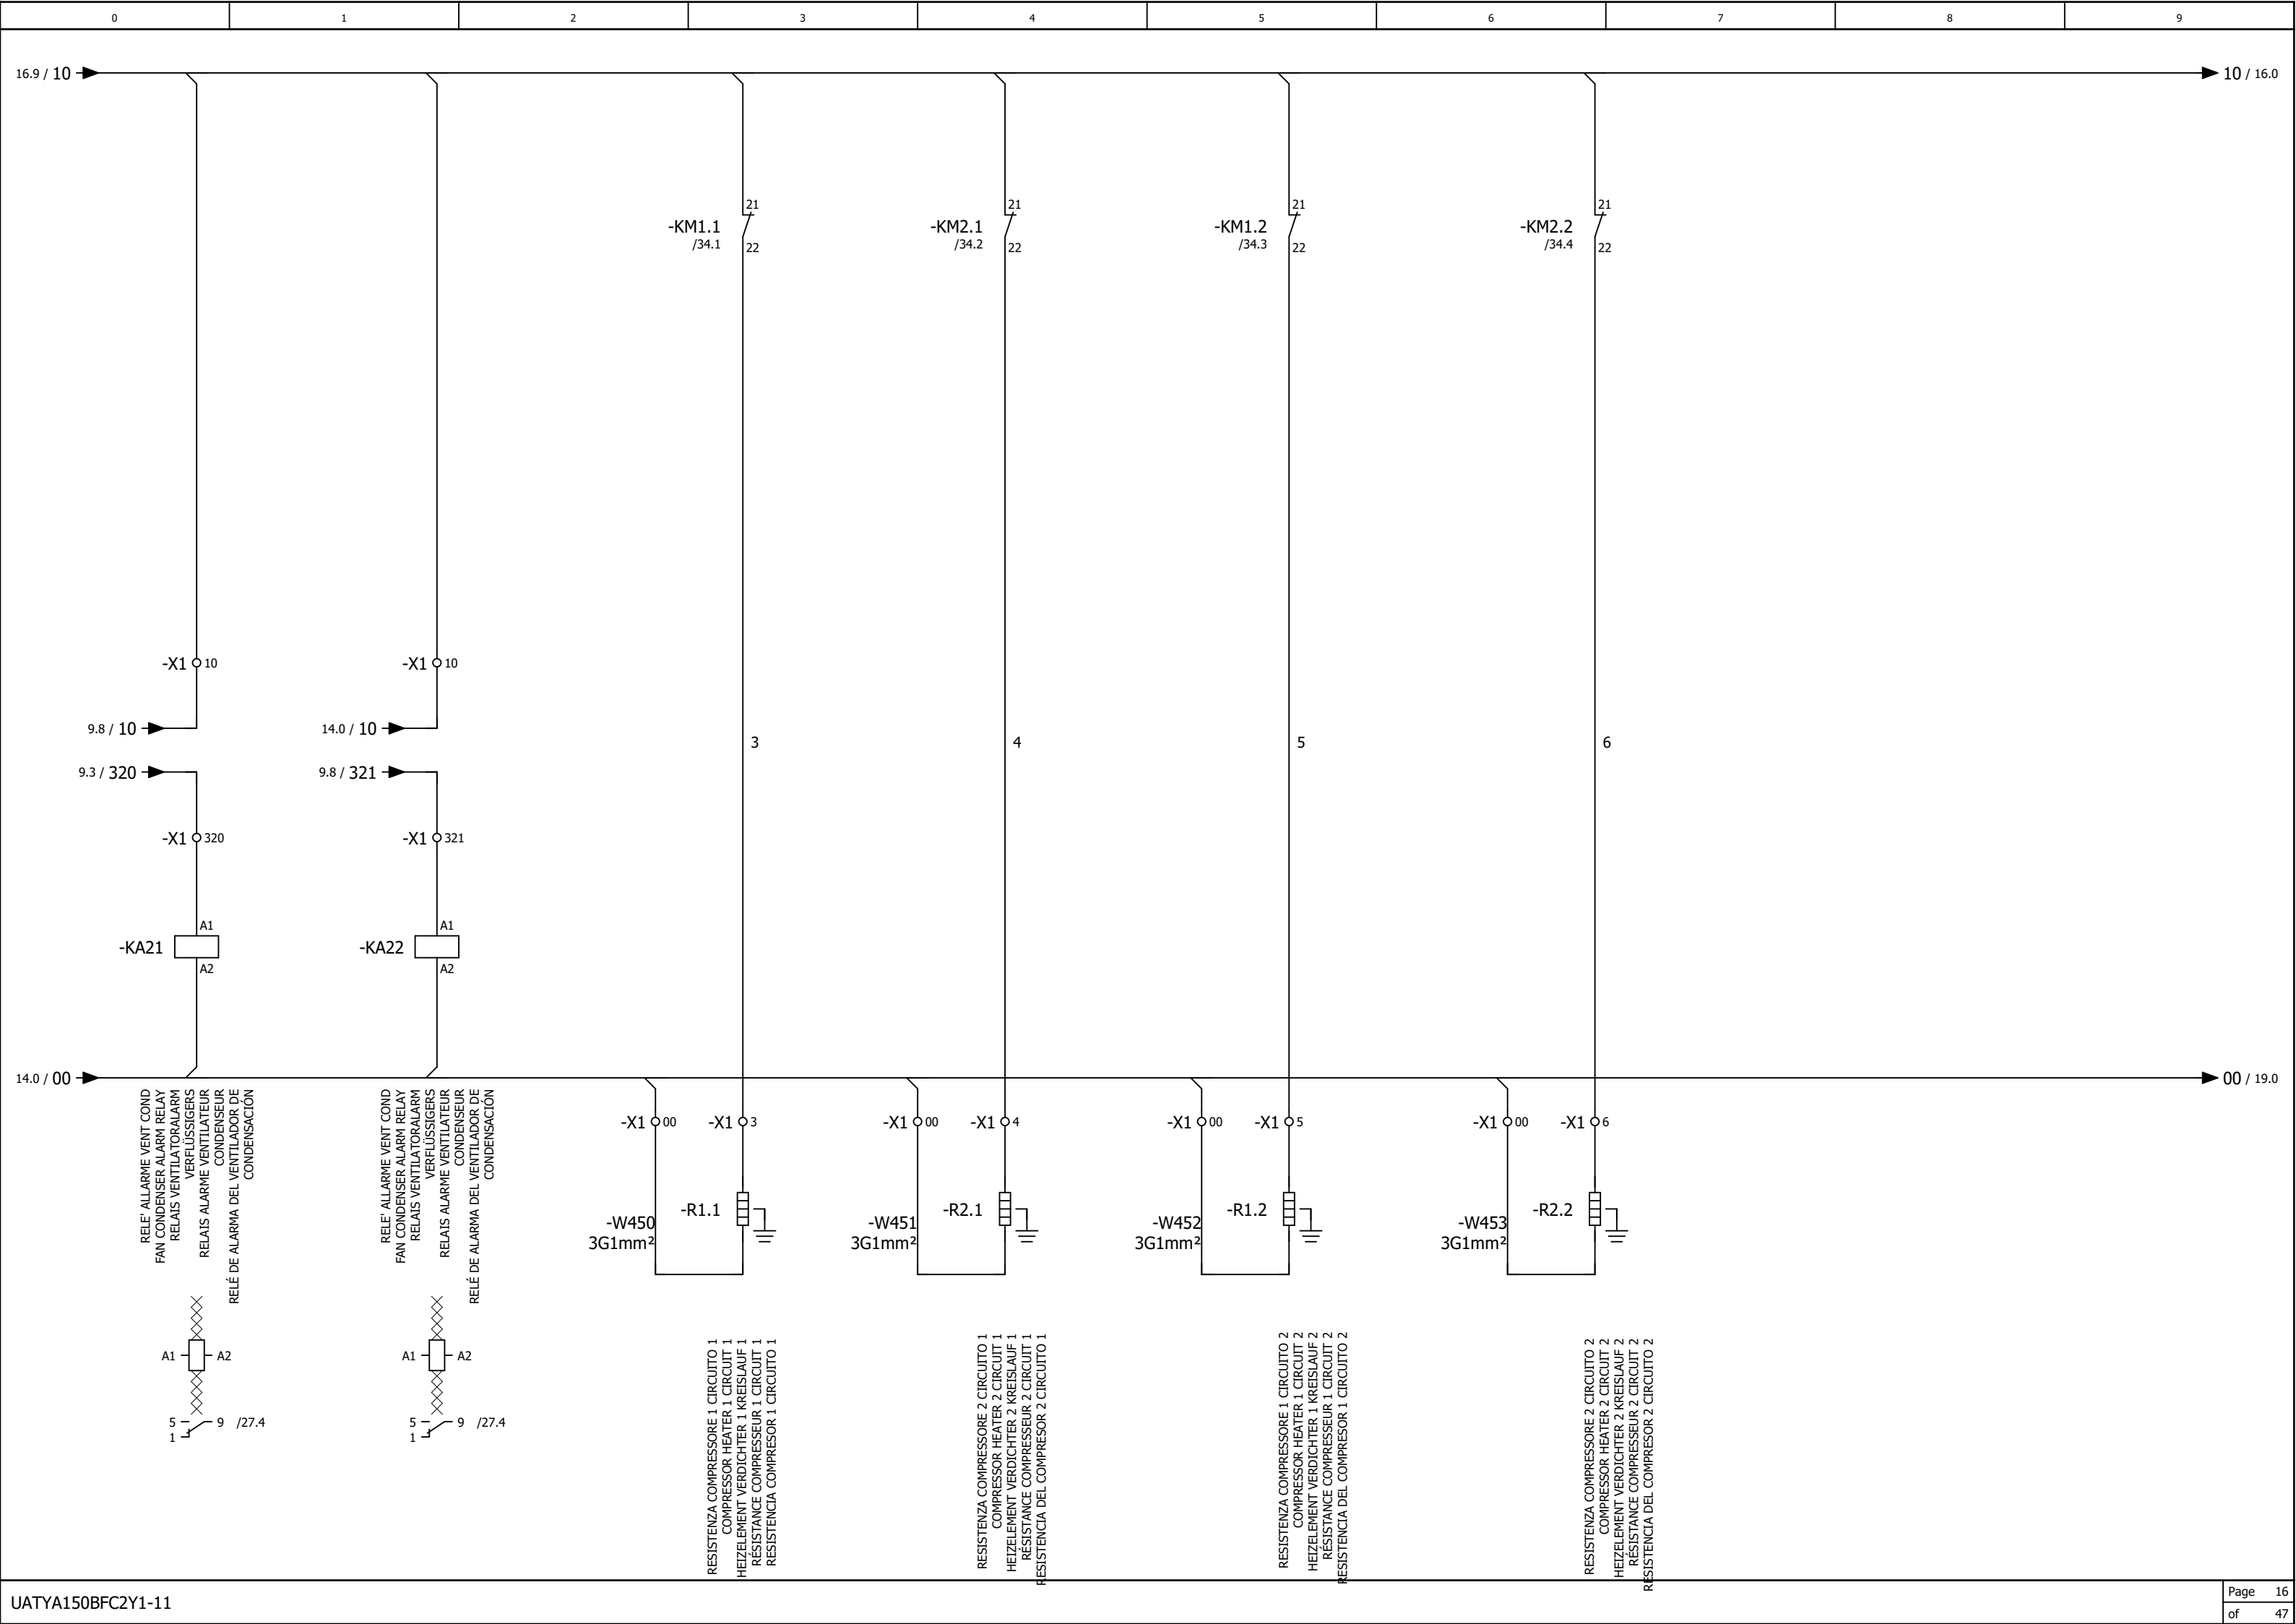 0 1 2 3 4 5 6 7 8 9
16.9 / 10
10 / 16.0
-KM1.1
/34.1
21
22
-KM2.1
/34.2
21
22
-KM1.2
/34.3
21
22
-KM2.2
/34.4
21
22
-X1 10
-X1 10
9.8 / 10
14.0 / 10
3
4
5
6
9.3 / 320
9.8 / 321
-X1 320
-X1 321
-KA21
A1
A2
-KA22
A1
A2
14.0 / 00
00 / 19.0
RELE' ALLARME VENT COND
FAN CONDENSER ALARM RELAY
RELAIS VENTILATORALARM
VERFLÜSSIGERS
RELAIS ALARME VENTILATEUR
CONDENSEUR
RELÉ DE ALARMA DEL VENTILADOR DE
CONDENSACIÓN
RELE' ALLARME VENT COND
FAN CONDENSER ALARM RELAY
RELAIS VENTILATORALARM
VERFLÜSSIGERS
RELAIS ALARME VENTILATEUR
CONDENSEUR
RELÉ DE ALARMA DEL VENTILADOR DE
CONDENSACIÓN
-X1 00
-X1 3
-X1 00
-X1 4
-X1 00
-X1 5
-X1 00
-X1 6
-W450
3G1mm²
-R1.1
-W451
3G1mm²
-R2.1
-W452
3G1mm²
-R1.2
-W453
3G1mm²
-R2.2
A1 A2
5 9 /27.4
1
A1 A2
5 9 /27.4
1
RESISTENZA COMPRESSORE 1 CIRCUITO 1
COMPRESSOR HEATER 1 CIRCUIT 1
HEIZELEMENT VERDICHTER 1 KREISLAUF 1
RÉSISTANCE COMPRESSEUR 1 CIRCUIT 1
RESISTENCIA COMPRESOR 1 CIRCUITO 1
RESISTENZA COMPRESSORE 2 CIRCUITO 1
COMPRESSOR HEATER 2 CIRCUIT 1
HEIZELEMENT VERDICHTER 2 KREISLAUF 1
RÉSISTANCE COMPRESSEUR 2 CIRCUIT 1
RESISTENCIA DEL COMPRESOR 2 CIRCUITO 1
RESISTENZA COMPRESSORE 1 CIRCUITO 2
COMPRESSOR HEATER 1 CIRCUIT 2
HEIZELEMENT VERDICHTER 1 KREISLAUF 2
RÉSISTANCE COMPRESSEUR 1 CIRCUIT 2
RESISTENCIA DEL COMPRESOR 1 CIRCUITO 2
RESISTENZA COMPRESSORE 2 CIRCUITO 2
COMPRESSOR HEATER 2 CIRCUIT 2
HEIZELEMENT VERDICHTER 2 KREISLAUF 2
RÉSISTANCE COMPRESSEUR 2 CIRCUIT 2
RESISTENCIA DEL COMPRESOR 2 CIRCUITO 2
UATYA150BFC2Y1-11
Page 16
of 47